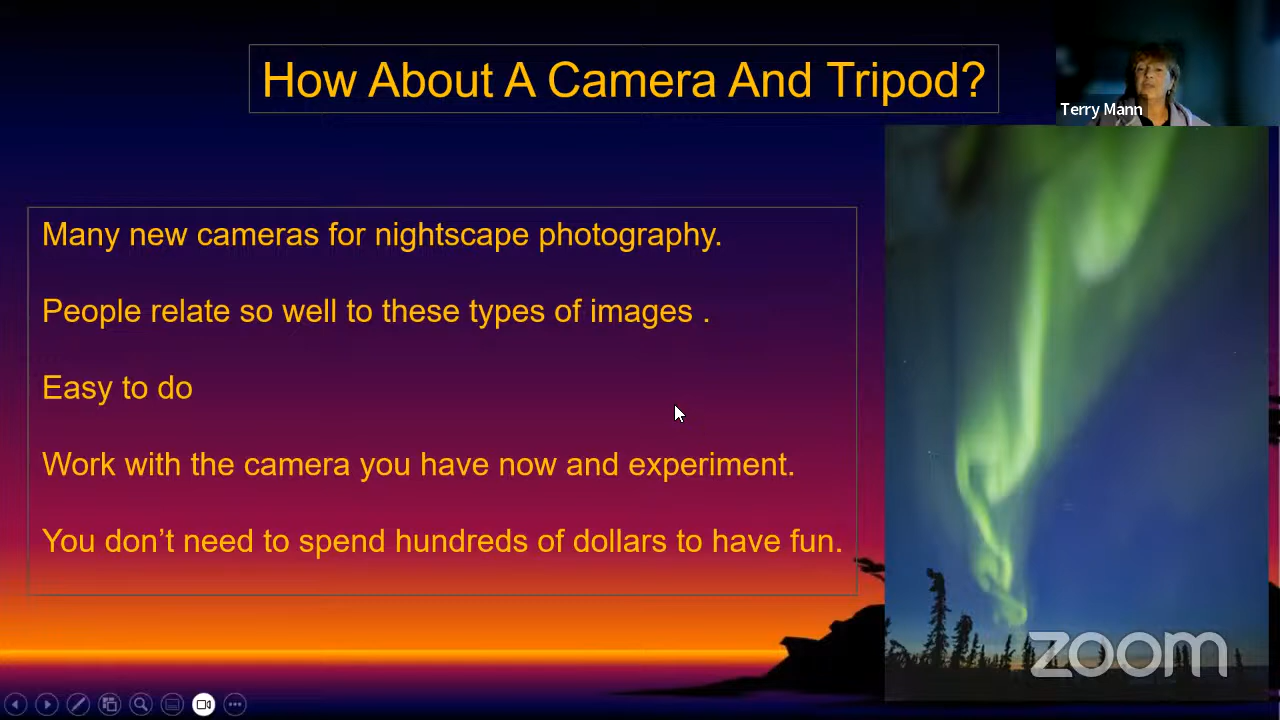 How About A Camera And Tripod?
Terry Mann
Many new cameras for nightscape photography.
People relate so well to these types of images .
Easy to do
Work with the camera you have now and experiment.
You don’t need to spend hundreds of dollars to have fun.
zoom